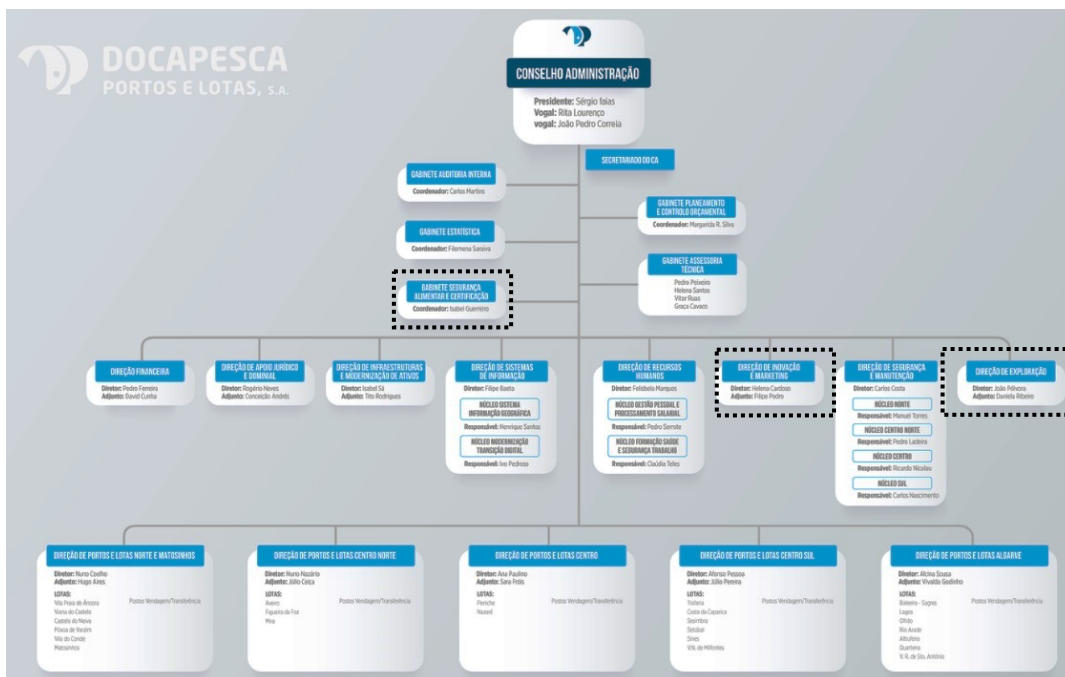 DOCAPESCA
PORTOS E LOTAS, S.A.
CONSELHO ADMINISTRAÇÃO
Presidente: Sérgio faias
Vogal: Rita Lourenço
vogal: João Pedro Correia
SECRETARIADO DO CA
GABINETE AUDITORIA INTERNA
Coordenador: Carlos Martins
GABINETE PLANEAMENTO
E CONTROLO ORÇAMENTAL
Coordenador: Margarida R. Silva
GABINETE ESTATÍSTICA
Coordenador: Filomena Saraiva
GABINETE ASSESSORIA
TÉCNICA
Pedro Peixeiro
Helena Santos
Vítor Ruas
Graça Cavaco
GABINETE SEGURANÇA
ALIMENTAR E CERTIFICAÇÃO
Coordenador: Isabel Guerreiro
DIREÇÃO FINANCEIRA
Diretor: Pedro Ferreira
Adjunto: David Cunha
DIREÇÃO DE APOIO JURÍDICO
E DOMINIAL
Diretor: Rogério Neves
Adjunto: Conceição Andrés
DIREÇÃO DE INFRAESTRUTURAS
E MODERNIZAÇÃO DE ATIVOS
Diretor: Isabel Sá
Adjunto: Tito Rodrigues
DIREÇÃO DE SISTEMAS
DE INFORMAÇÃO
Diretor: Filipe Baeta
NÚCLEO SISTEMA
INFORMAÇÃO GEOGRÁFICA
Responsável: Henrique Santos
NÚCLEO MODERNIZAÇÃO
TRANSIÇÃO DIGITAL
Responsável: Ivo Pedroso
DIREÇÃO DE RECURSOS
HUMANOS
Diretor: Felisbela Marques
NÚCLEO GESTÃO PESSOAL E
PROCESSAMENTO SALARIAL
Responsável: Pedro Serrote
NÚCLEO FORMAÇÃO SAÚDE
E SEGURANÇA TRABALHO
Responsável: Claúdia Teles
DIREÇÃO DE INOVAÇÃO
E MARKETING
Diretor: Helena Cardoso
Adjunto: Filipe Pedro
DIREÇÃO DE SEGURANÇA
E MANUTENÇÃO
Diretor: Carlos Costa
NÚCLEO NORTE
Responsável: Manuel Torres
NÚCLEO CENTRO NORTE
Responsável: Pedro Ladeira
NÚCLEO CENTRO
Responsável: Ricardo Nicolau
NÚCLEO SUL
Responsável: Carlos Nascimento
DIREÇÃO DE EXPLORAÇÃO
Diretor: João Pólvora
Adjunto: Daniela Ribeiro
DIREÇÃO DE PORTOS E LOTAS NORTE E MATOSINHOS
Diretor: Nuno Coelho
Adjunto: Hugo Aires
LOTAS:
Postos Vendagem/Transferência
Vila Praia de Âncora
Viana do Castelo
Castelo do Neiva
Póvoa de Varzim
Vila do Conde
Matosinhos
DIREÇÃO DE PORTOS E LOTAS CENTRO NORTE
Diretor: Nuno Nazário
Adjunto: Júlio
LOTAS:
Postos Vendagem/Transferência
Aveiro
Figueira da Foz
Mira
DIREÇÃO DE PORTOS E LOTAS CENTRO
Diretor: Ana Paulino
Adjunto: Sara
LOTAS:
Postos Vendagem/Transferência
Peniche
Nazaré
DIREÇÃO DE PORTOS E LOTAS CENTRO SUL
Diretor: Afonso Pessoa
Adjunto: Júlia Pereira
LOTAS:
Postos Vendagem/Transferência
Trafaria
Costa da Caparica
Sesimbra
Setúbal
Sines
V.N. de Milfontes
DIREÇÃO DE PORTOS E LOTAS ALGARVE
Diretor: Alcina Sousa
Adjunto: Vivalda Godinho
LOTAS:
Postos Vendagem/Transferência
Baleeira - Sagres
Lagos
Olhão
Rio Arade
Albufeira
Quarteira
V. R. de Sto. António